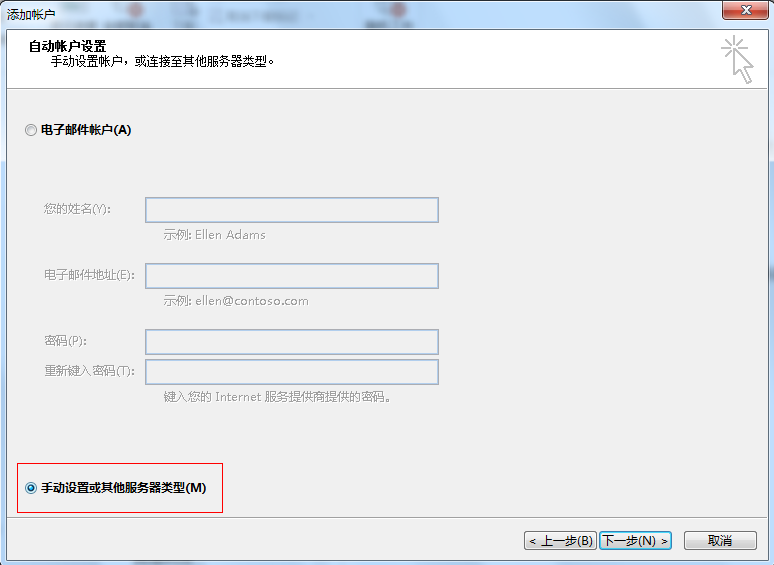 添加帐户
自动帐户设置
手动设置帐户，或连接至其他服务器类型。
电子邮件帐户(A)
您的姓名(Y):
示例: Ellen Adams
电子邮件地址(E):
示例: ellen@contoso.com
密码(P):
重新键入密码(T):
键入您的 Internet 服务提供商提供的密码。
手动设置或其他服务器类型(M)
< 上一步(B) 下一步(N) > 取消